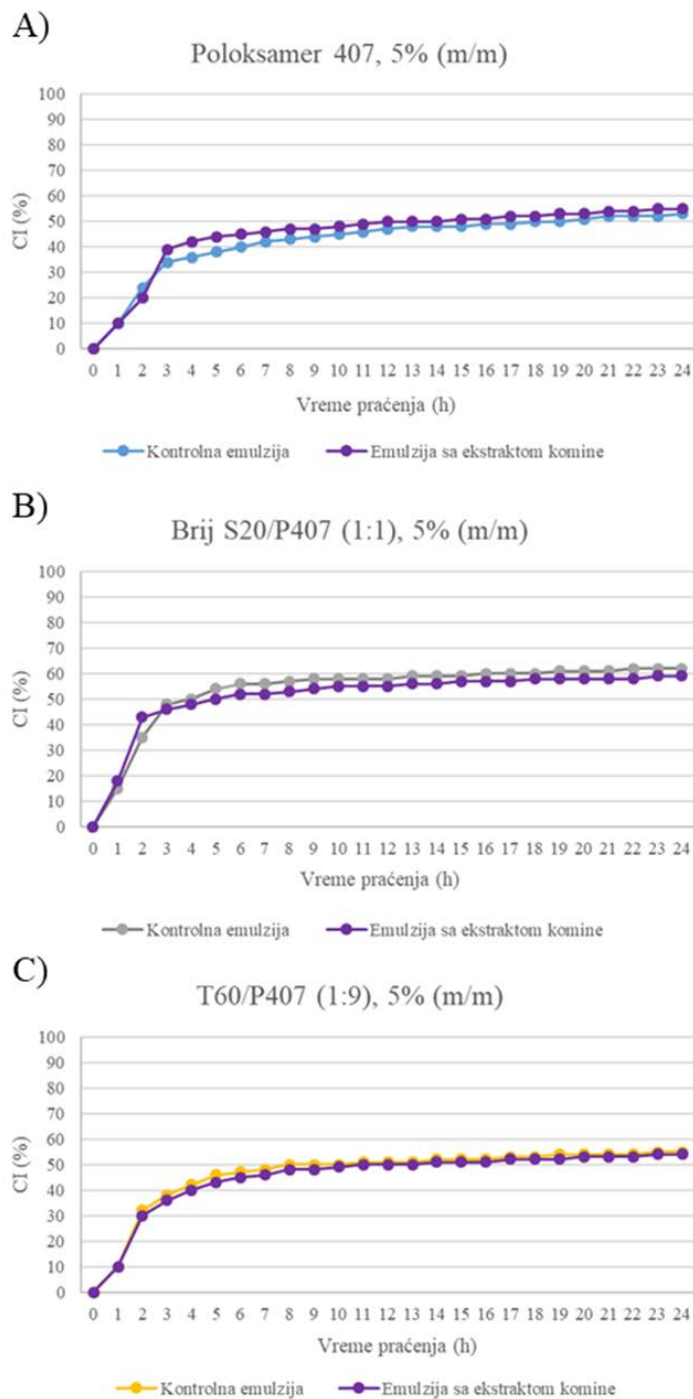 A)
Poloksamer 407, 5% (m/m)
100
90
80
70
60
50
40
30
20
10
0
CI (%)
0 1 2 3 4 5 6 7 8 9 10 11 12 13 14 15 16 17 18 19 20 21 22 23 24
Vreme praćenja (h)
Kontrolna emulzija Emulzija sa ekstraktom komine
B)
Brij S20/P407 (1:1), 5% (m/m)
100
90
80
70
60
50
40
30
20
10
0
CI (%)
0 1 2 3 4 5 6 7 8 9 10 11 12 13 14 15 16 17 18 19 20 21 22 23 24
Vreme praćenja (h)
Kontrolna emulzija Emulzija sa ekstraktom komine
C)
T60/P407 (1:9), 5% (m/m)
100
90
80
70
60
50
40
30
20
10
0
CI (%)
0 1 2 3 4 5 6 7 8 9 10 11 12 13 14 15 16 17 18 19 20 21 22 23 24
Vreme praćenja (h)
Kontrolna emulzija Emulzija sa ekstraktom komine